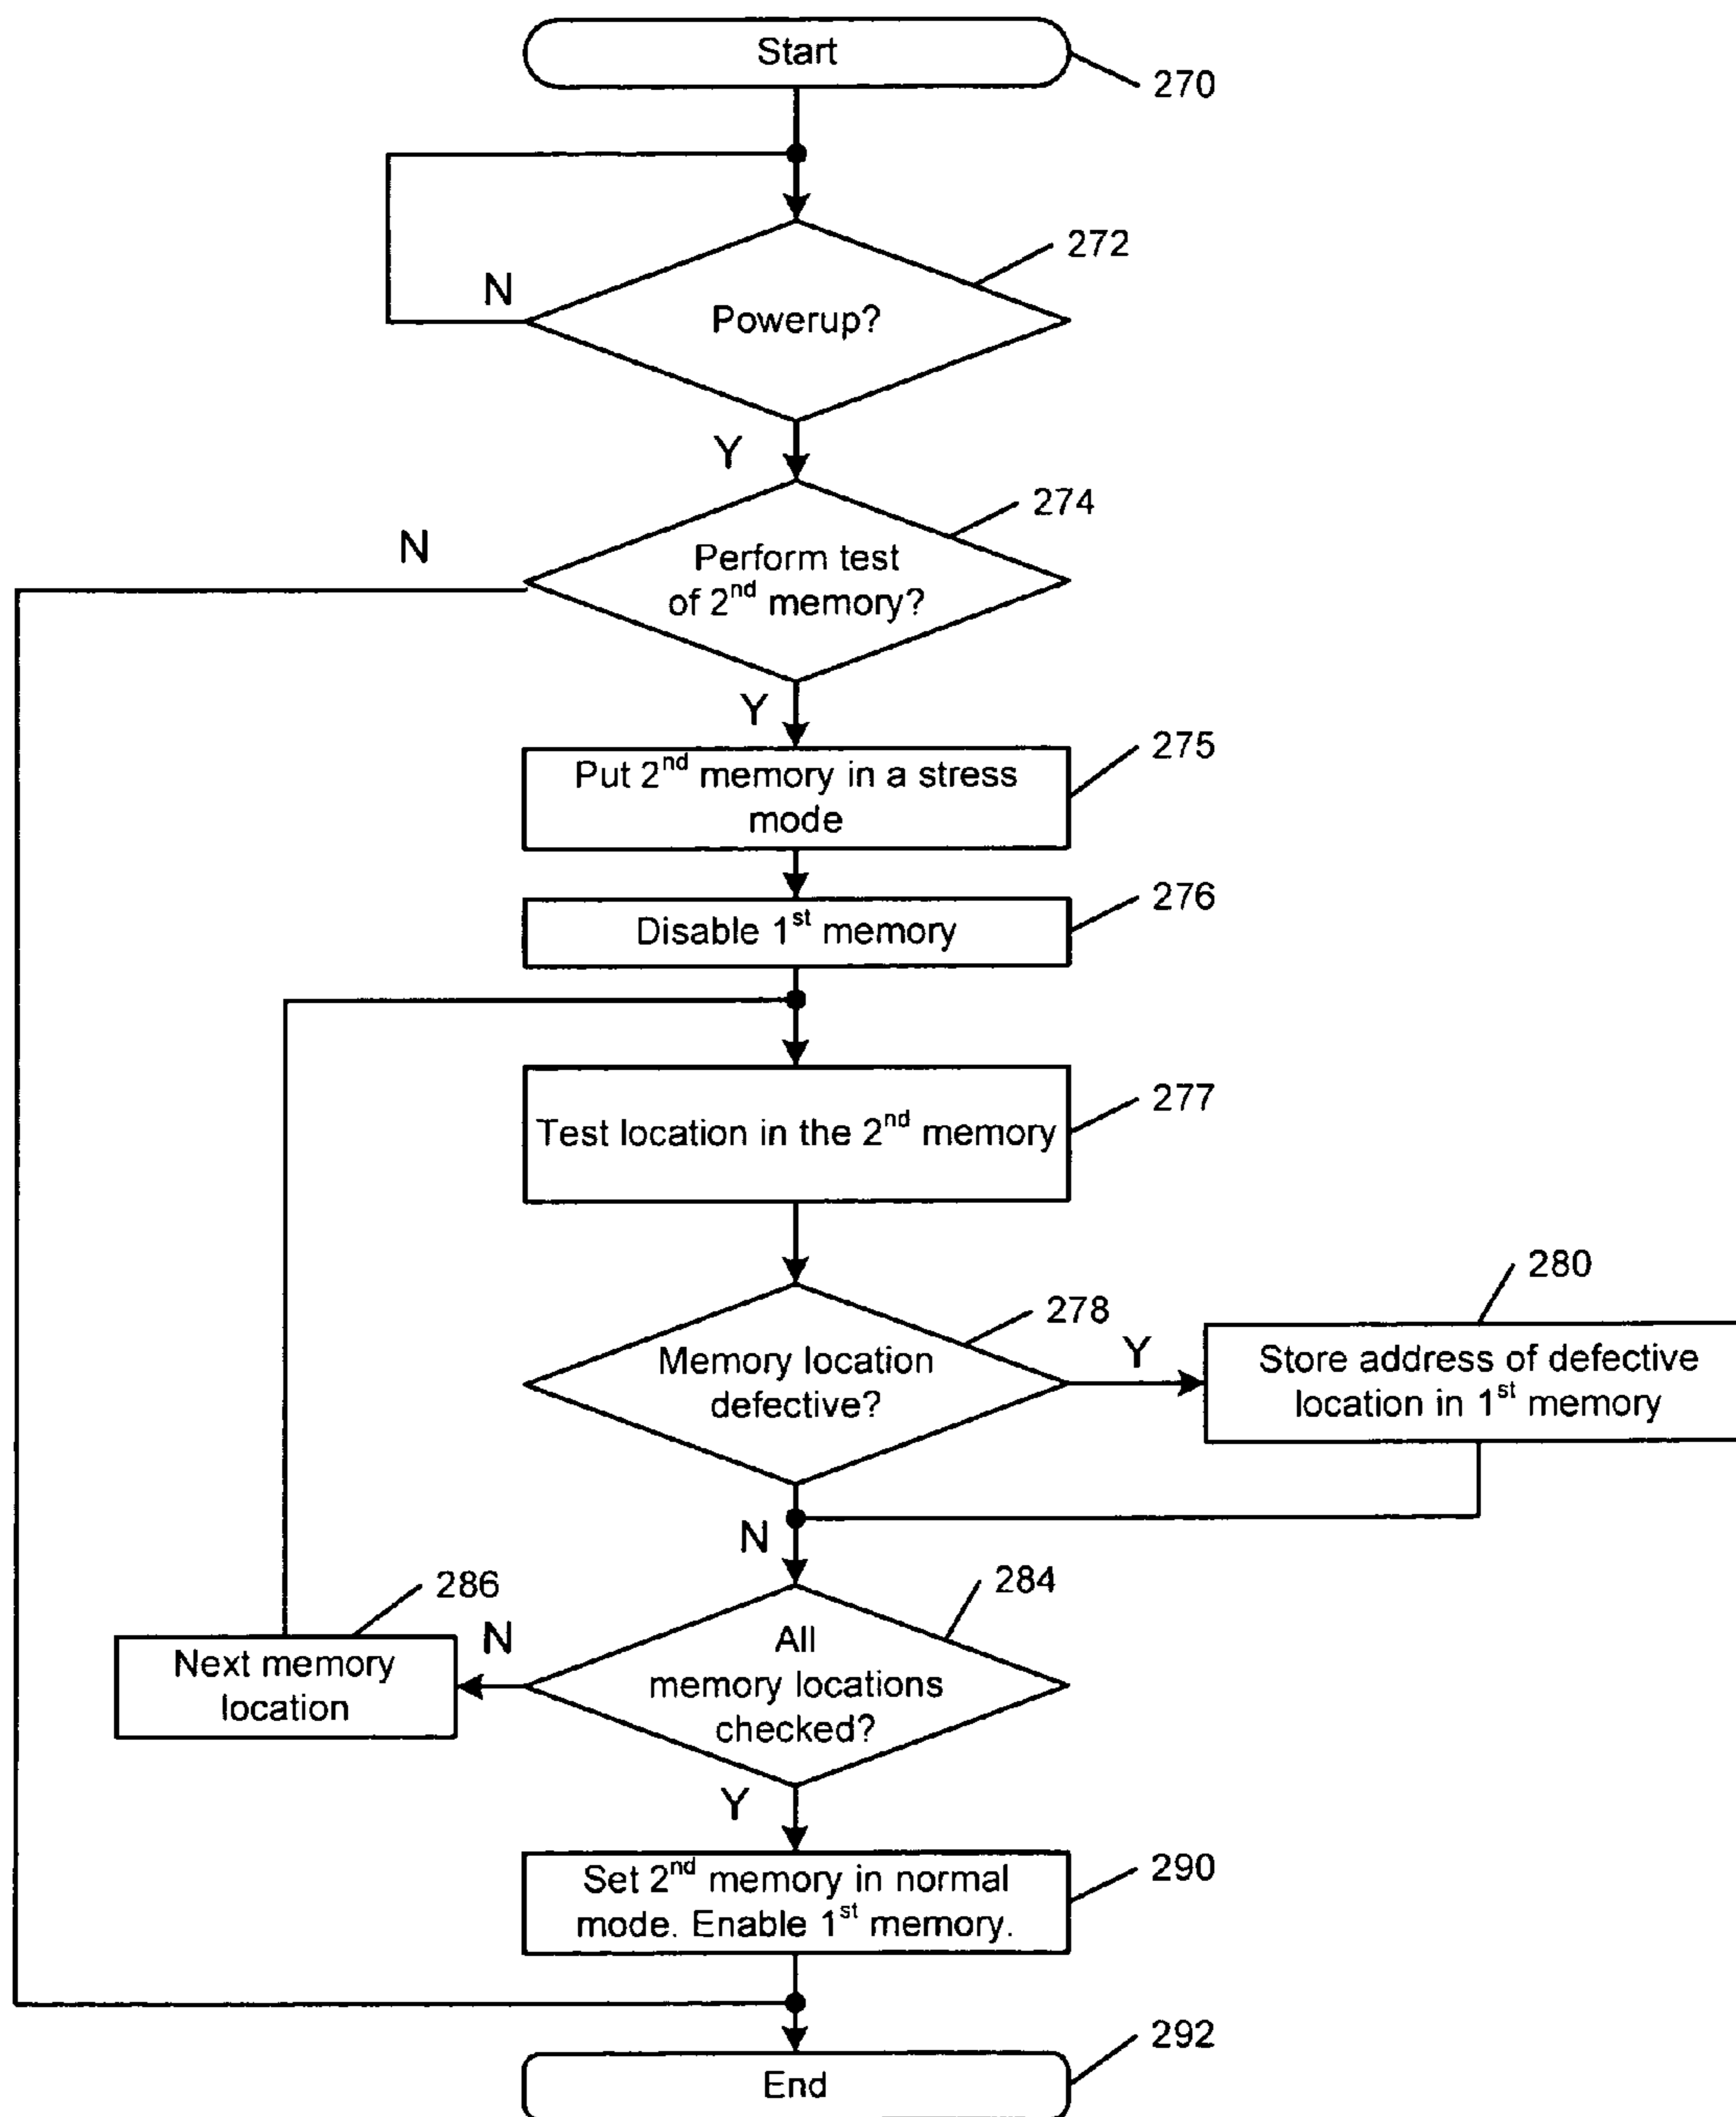 Start
270
272
N
Powerup?
Y
274
N
Perform test
of 2nd memory?
Y
275
Put 2nd memory in a stress
mode
276
Disable 1st memory
277
Test location in the 2nd memory
280
278
Y
Memory location
defective?
Store address of defective
location in 1st memory
N
284
286
N
All
memory locations
checked?
Next memory
location
Y
290
Set 2nd memory in normal
mode. Enable 1st memory.
292
End